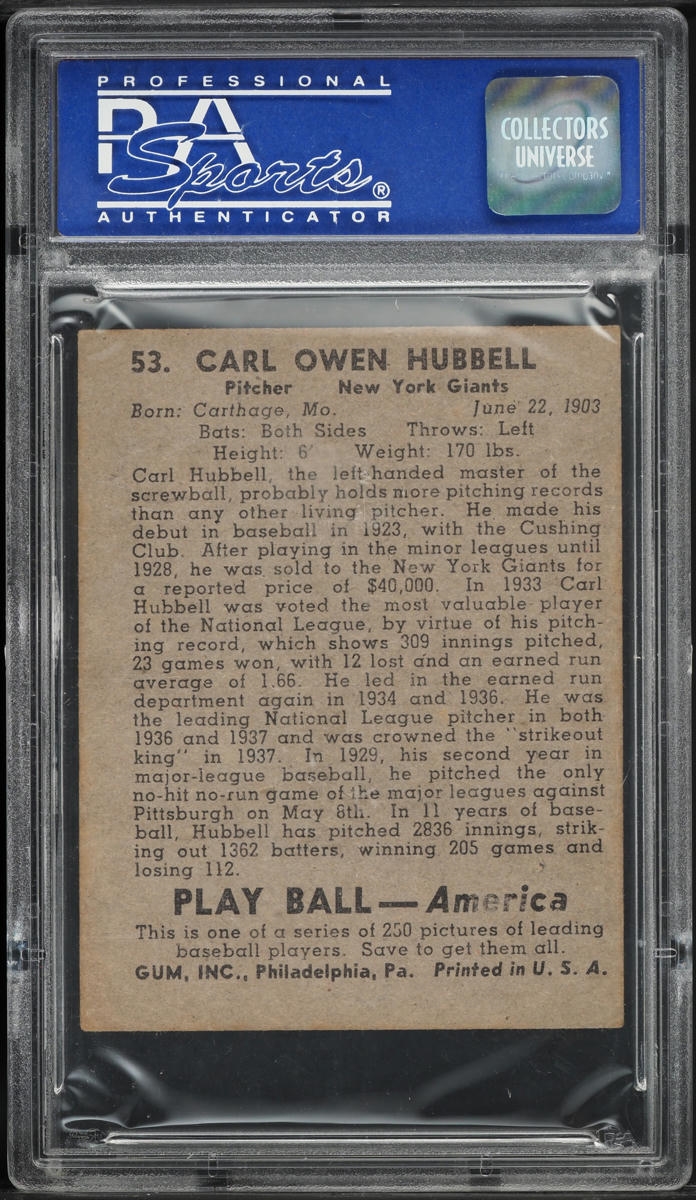 PROFESSIONAL
PSA
Sports®
AUTHENTICATOR
COLLECTORS
UNIVERSE
53. CARL OWEN HUBBELL
Pitcher New York Giants
Born: Carthage, Mo. June 22, 1903
Bats: Both Sides Throws: Left
Height: 6' Weight: 170 lbs.
Carl Hubbell, the left-handed master of the
screwball, probably holds more pitching records
than any other living pitcher. He made his
debut in baseball in 1923, with the Cushing
Club. After playing in the minor leagues until
1928, he was sold to the New York Giants for
a reported price of $40,000. In 1933 Carl
Hubbell was voted the most valuable player
of the National League, by virtue of his pitch-
ing record, which shows 309 innings pitched,
23 games won, with 12 lost and an earned run
average of 1.66. He led in the earned run
department again in 1934 and 1936. He was
the leading National League pitcher in both
1936 and 1937 and was crowned the "strikeout
king" in 1937. In 1929, his second year in
major-league baseball, he pitched the only
no-hit no-run game of the major leagues against
Pittsburgh on May 8th. In 11 years of base-
ball, Hubbell has pitched 2836 innings, strik-
ing out 1362 batters, winning 205 games and
losing 112.
PLAY BALL — America
This is one of a series of 250 pictures of leading
baseball players. Save to get them all.
GUM, INC., Philadelphia, Pa. Printed in U. S. A.